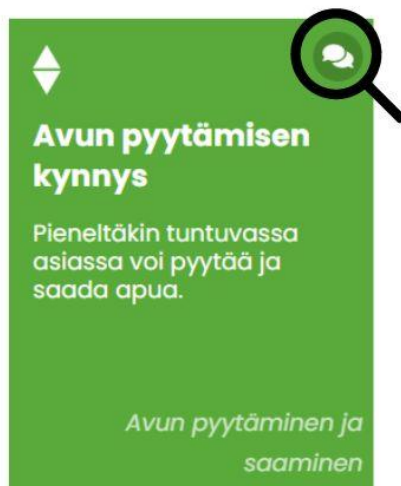 Avun pyytämisen
kynnys
Pieneltäkin tuntuvassa
asiassa voi pyytää ja
saada apua.
Avun pyytäminen ja
saaminen